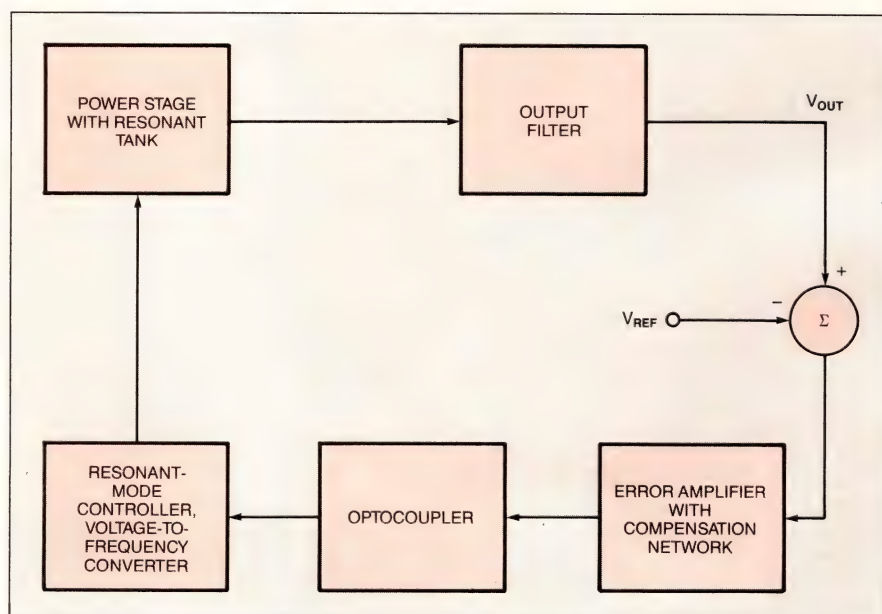 POWER STAGE
WITH RESONANT
TANK
OUTPUT
FILTER
VOUT
+
−
VREF
Σ
RESONANT-
MODE
CONTROLLER,
VOLTAGE-TO-
FREQUENCY
CONVERTER
OPTOCOUPLER
ERROR AMPLIFIER
WITH
COMPENSATION
NETWORK